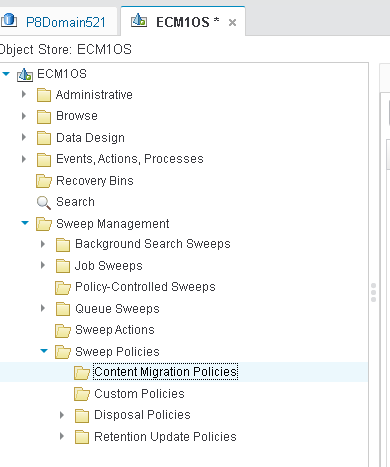 P8Domain521
ECM1OS *
Object Store: ECM1OS
ECM1OS
Administrative
Browse
Data Design
Events, Actions, Processes
Recovery Bins
Search
Sweep Management
Background Search Sweeps
Job Sweeps
Policy-Controlled Sweeps
Queue Sweeps
Sweep Actions
Sweep Policies
Content Migration Policies
Custom Policies
Disposal Policies
Retention Update Policies